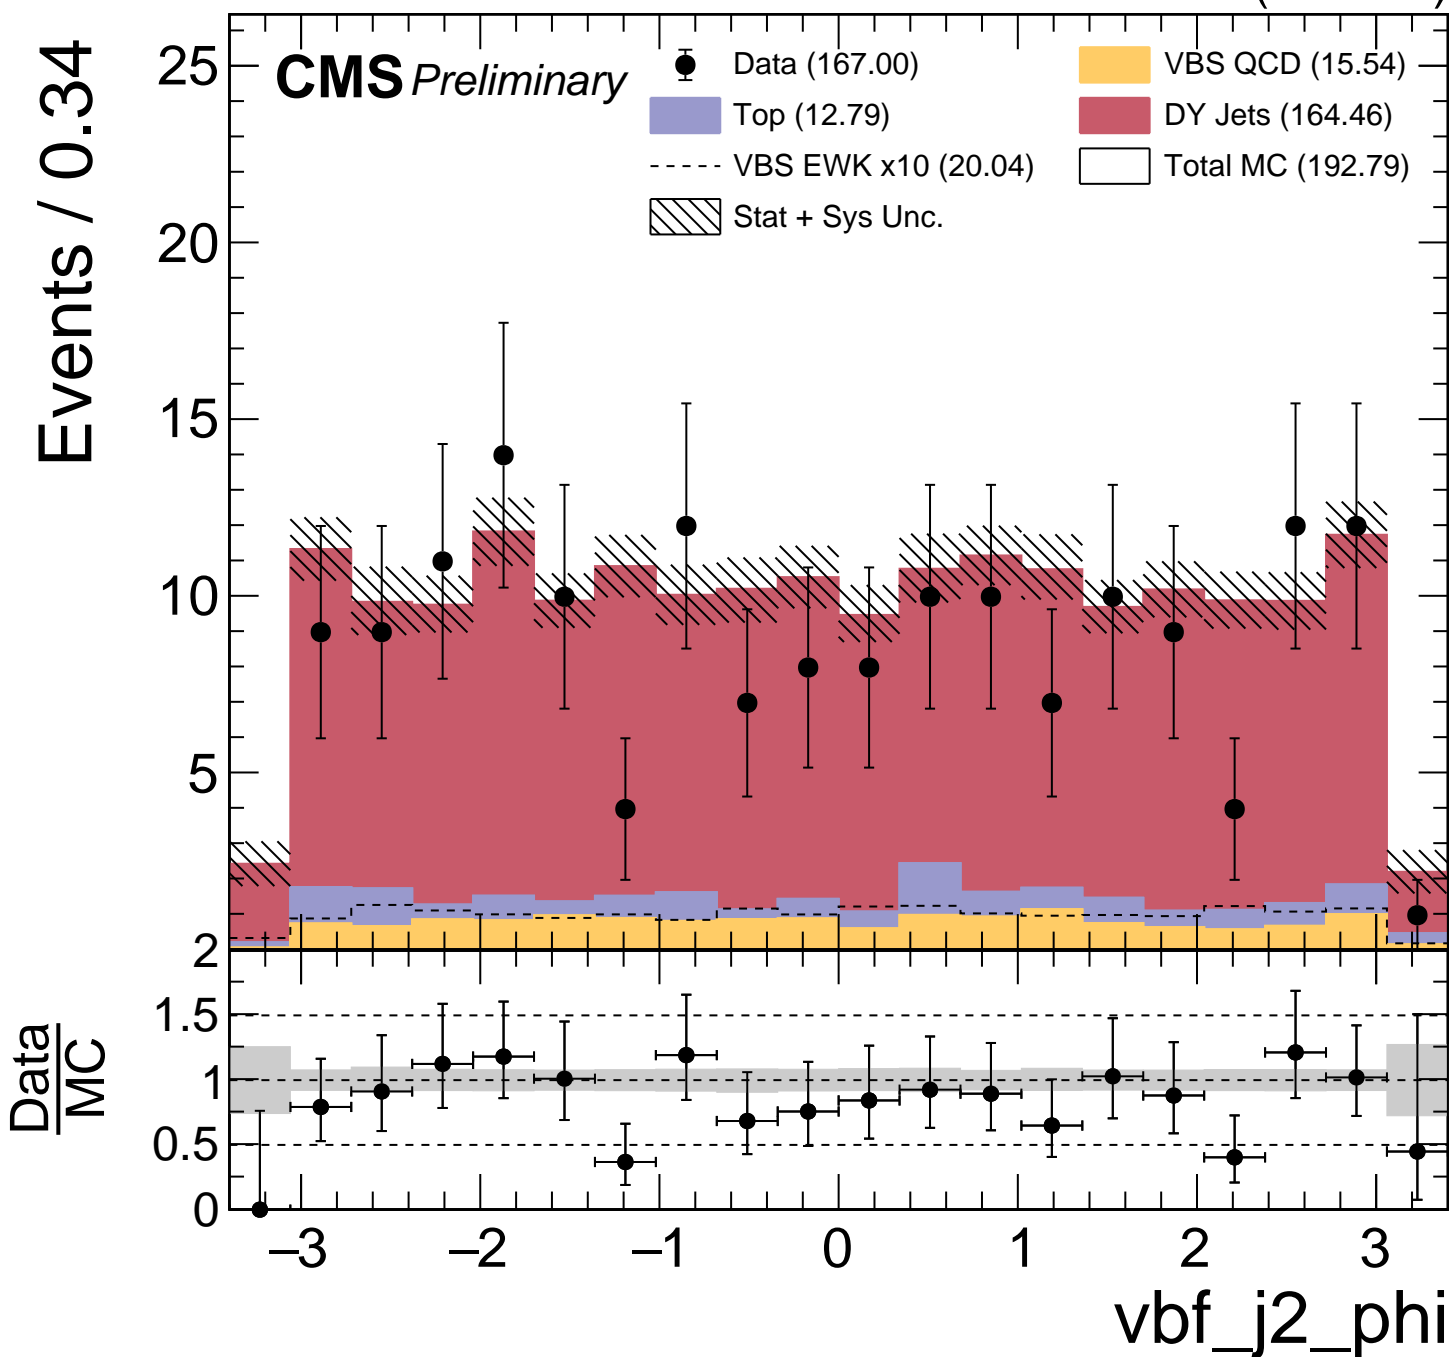 CMS Preliminary
Data (167.00)
VBS QCD (15.54)
Top (12.79)
DY Jets (164.46)
VBS EWK x10 (20.04)
Total MC (192.79)
Stat + Sys Unc.
Events / 0.34
25
20
15
10
5
2
1.5
1
0.5
0
Data
MC
−3 −2 −1 0 1 2 3
vbf_j2_phi